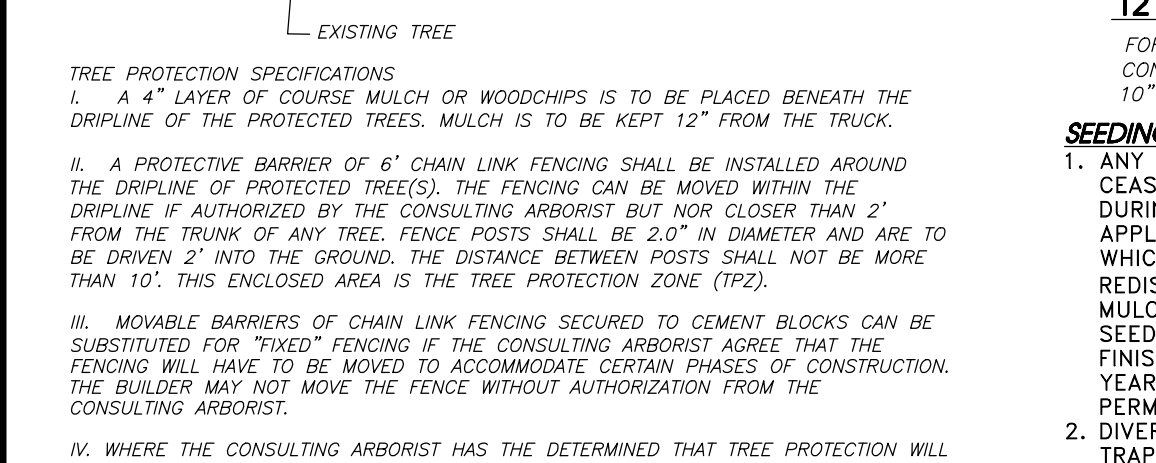 EXISTING TREE
TREE PROTECTION SPECIFICATIONS
I. A 4" LAYER OF COURSE MULCH OR WOODCHIPS IS TO BE PLACED BENEATH THE
DRIPLINE OF THE PROTECTED TREES. MULCH IS TO BE KEPT 12" FROM THE TRUCK.
II. A PROTECTIVE BARRIER OF 6' CHAIN LINK FENCING SHALL BE INSTALLED AROUND
THE DRIPLINE OF PROTECTED TREE(S). THE FENCING CAN BE MOVED WITHIN THE
DRIPLINE IF AUTHORIZED BY THE CONSULTING ARBORIST BUT NOR CLOSER THAN 2'
FROM THE TRUNK OF ANY TREE. FENCE POSTS SHALL BE 2.0" IN DIAMETER AND ARE TO
BE DRIVEN 2' INTO THE GROUND. THE DISTANCE BETWEEN POSTS SHALL NOT BE MORE
THAN 10'. THIS ENCLOSED AREA IS THE TREE PROTECTION ZONE (TPZ).
III. MOVABLE BARRIERS OF CHAIN LINK FENCING SECURED TO CEMENT BLOCKS CAN BE
SUBSTITUTED FOR "FIXED" FENCING IF THE CONSULTING ARBORIST AGREE THAT THE
FENCING WILL HAVE TO BE MOVED TO ACCOMMODATE CERTAIN PHASES OF CONSTRUCTION.
THE BUILDER MAY NOT MOVE THE FENCE WITHOUT AUTHORIZATION FROM THE
CONSULTING ARBORIST.
IV. WHERE THE CONSULTING ARBORIST HAS THE DETERMINED THAT TREE PROTECTION WILL
12
FOR
CON
10"
SEEDING
1. ANY
CEAS
DURIN
APPL
WHIC
REDIS
MULC
SEED
FINIS
YEAR
PERM
2. DIVER
TRAP